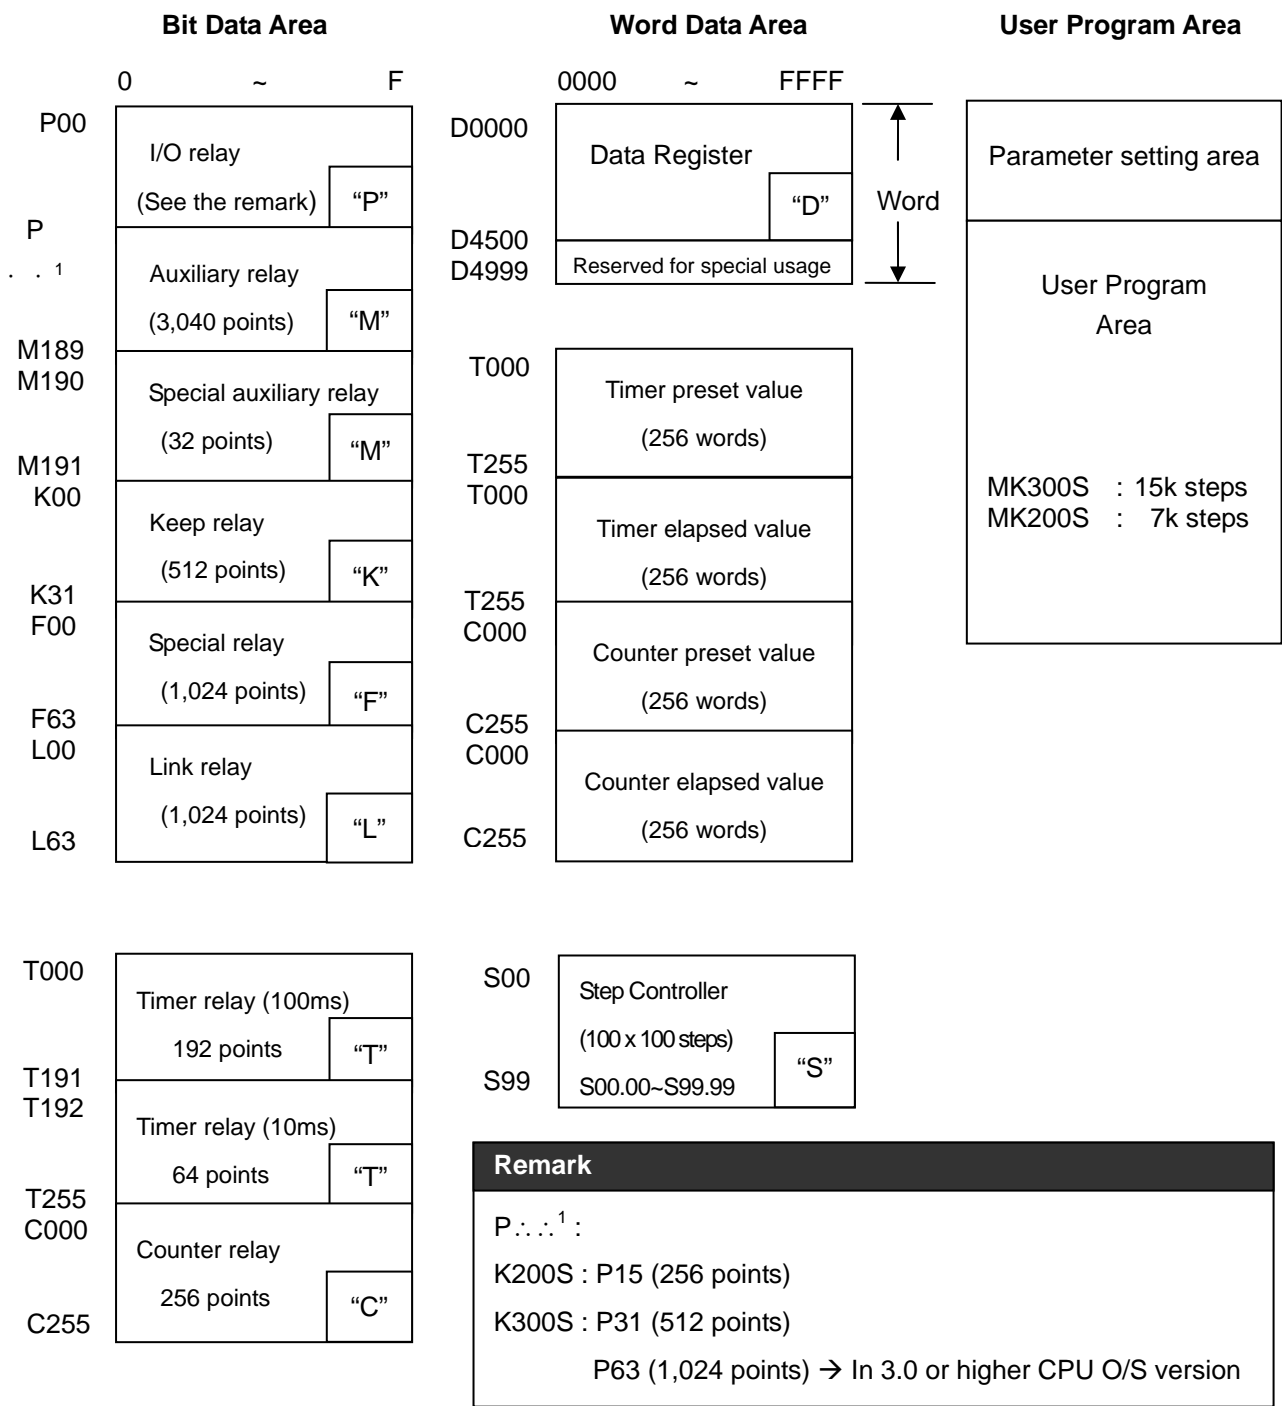 Bit Data Area
Word Data Area
User Program Area
0 ~ F
P00
I/O relay
(See the remark)
“P”
P
. . 1
Auxiliary relay
(3,040 points)
“M”
M189
M190
Special auxiliary relay
(32 points)
“M”
M191
K00
Keep relay
(512 points)
“K”
K31
F00
Special relay
(1,024 points)
“F”
F63
L00
Link relay
(1,024 points)
“L”
L63
0000 ~ FFFF
D0000
Data Register
“D”
Word
D4500
D4999
Reserved for special usage
T000
Timer preset value
(256 words)
T255
T000
Timer elapsed value
(256 words)
T255
C000
Counter preset value
(256 words)
C255
C000
Counter elapsed value
(256 words)
C255
Parameter setting area
User Program
Area
MK300S : 15k steps
MK200S : 7k steps
T000
Timer relay (100ms)
192 points
“T”
T191
T192
Timer relay (10ms)
64 points
“T”
T255
C000
Counter relay
256 points
“C”
C255
S00
Step Controller
(100 x 100 steps)
“S”
S99
S00.00~S99.99
Remark
P∴∴1 :
K200S : P15 (256 points)
K300S : P31 (512 points)
P63 (1,024 points) → In 3.0 or higher CPU O/S version